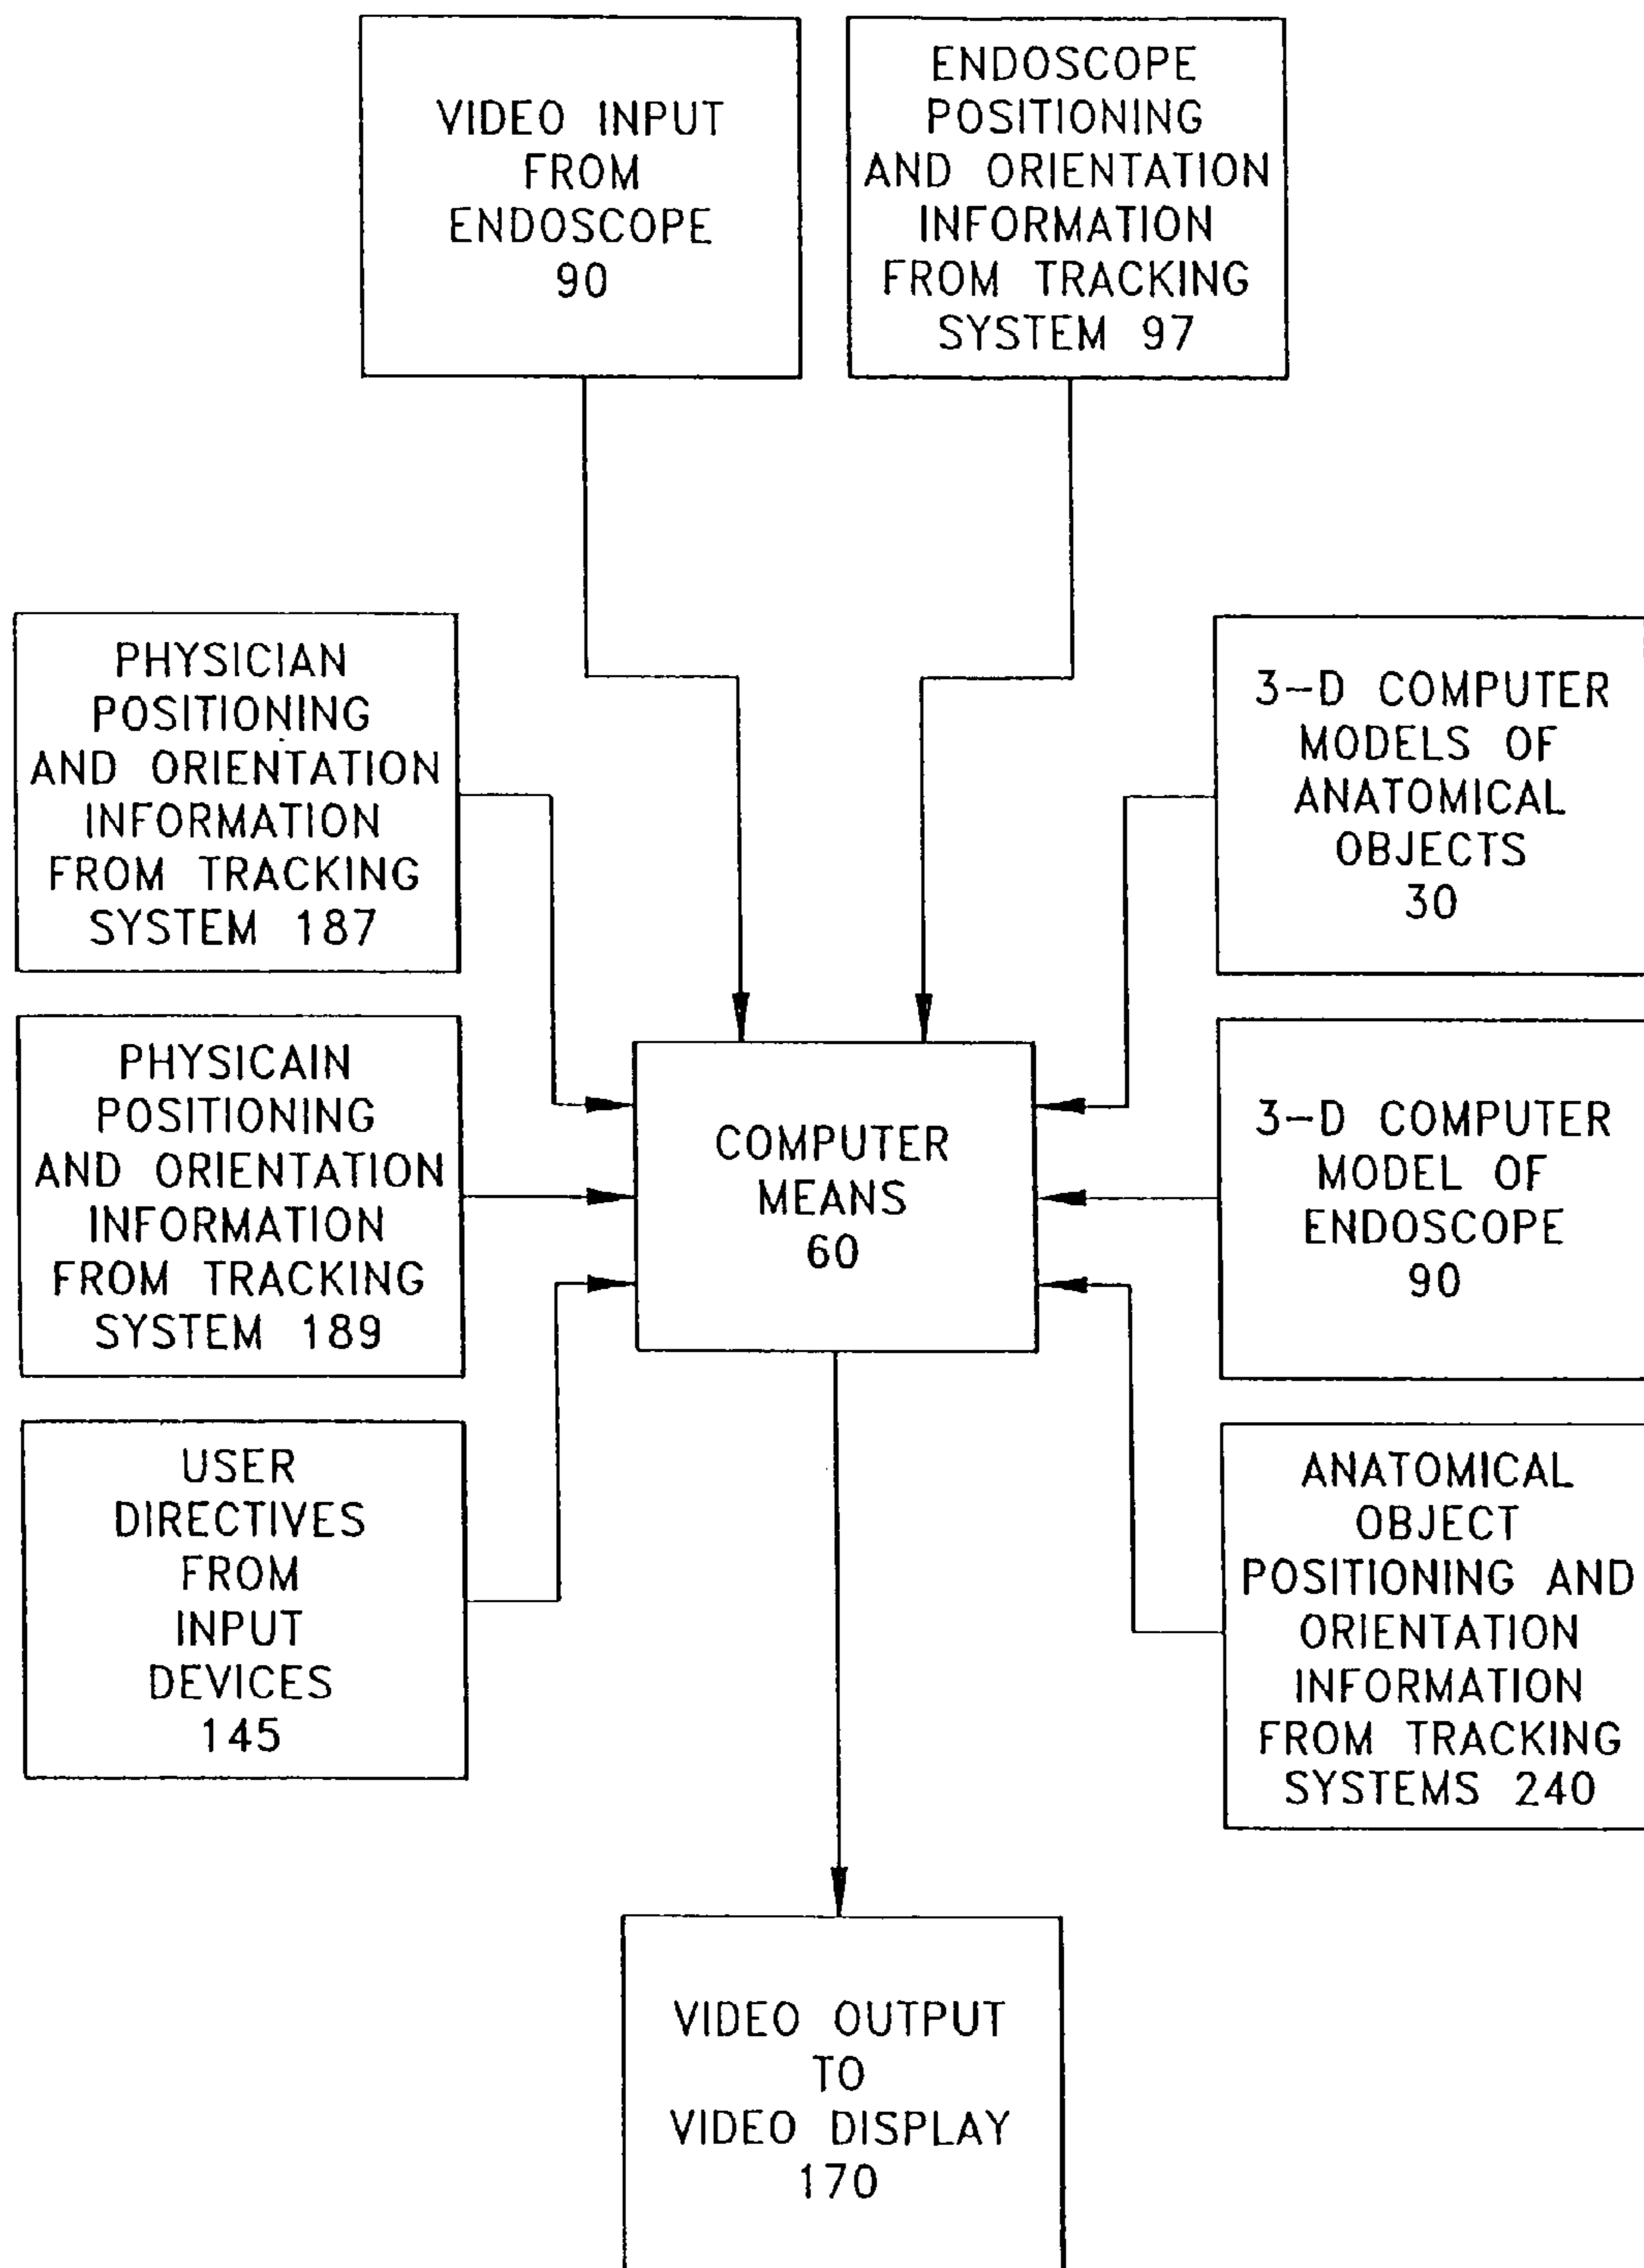 VIDEO INPUT
FROM
ENDOSCOPE
90
ENDOSCOPE
POSITIONING
AND ORIENTATION
INFORMATION
FROM TRACKING
SYSTEM 97
PHYSICIAN
POSITIONING
AND ORIENTATION
INFORMATION
FROM TRACKING
SYSTEM 187
3-D COMPUTER
MODELS OF
ANATOMICAL
OBJECTS
30
PHYSICAIN
POSITIONING
AND ORIENTATION
INFORMATION
FROM TRACKING
SYSTEM 189
COMPUTER
MEANS
60
3-D COMPUTER
MODEL OF
ENDOSCOPE
90
USER
DIRECTIVES
FROM
INPUT
DEVICES
145
ANATOMICAL
OBJECT
POSITIONING AND
ORIENTATION
INFORMATION
FROM TRACKING
SYSTEMS 240
VIDEO OUTPUT
TO
VIDEO DISPLAY
170